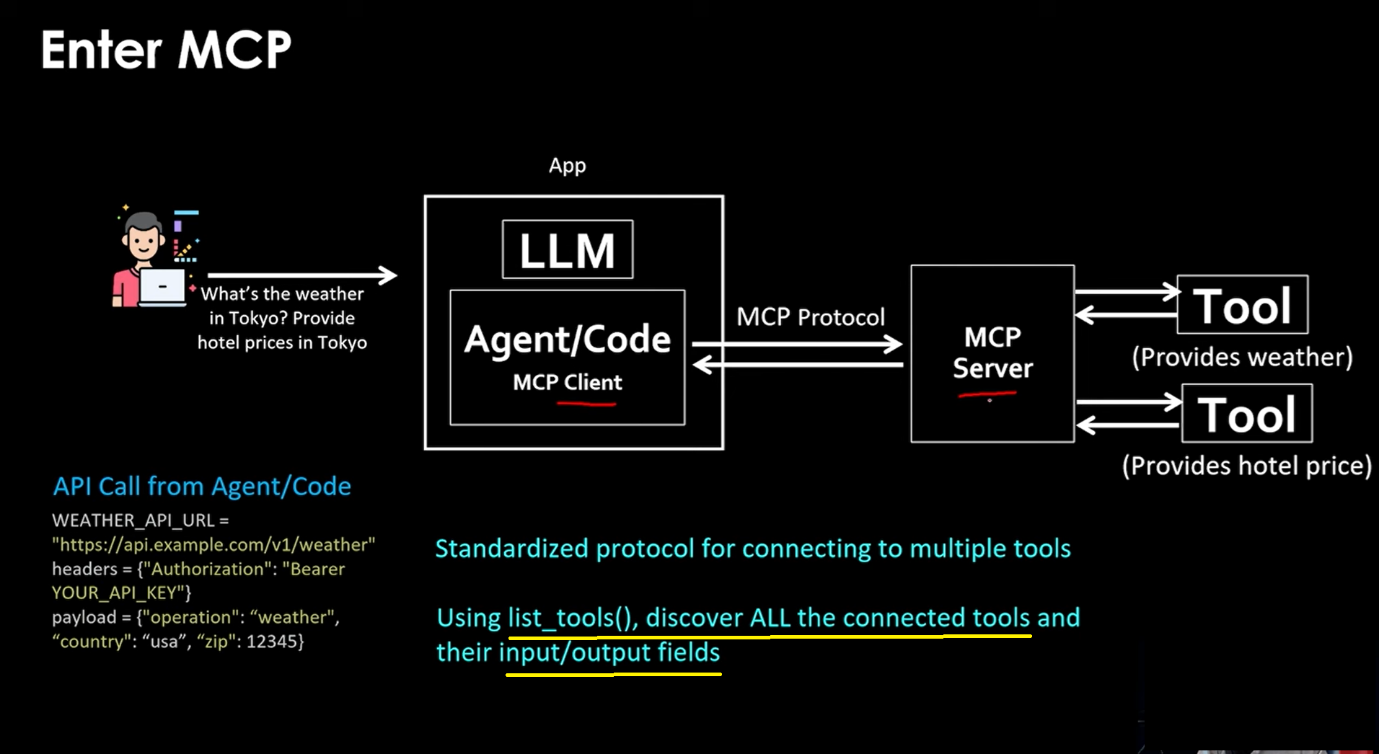 Enter MCP
App
LLM
Agent/Code
MCP Client
What's the weather
in Tokyo? Provide
hotel prices in Tokyo
MCP Protocol
MCP
Server
Tool
(Provides weather)
Tool
(Provides hotel price)
API Call from Agent/Code
WEATHER_API_URL =
"https://api.example.com/v1/weather"
headers = {"Authorization": "Bearer
YOUR_API_KEY"}
payload = {"operation": “weather",
“country": “usa”, “zip": 12345}
Standardized protocol for connecting to multiple tools
Using list_tools(), discover ALL the connected tools and
their input/output fields